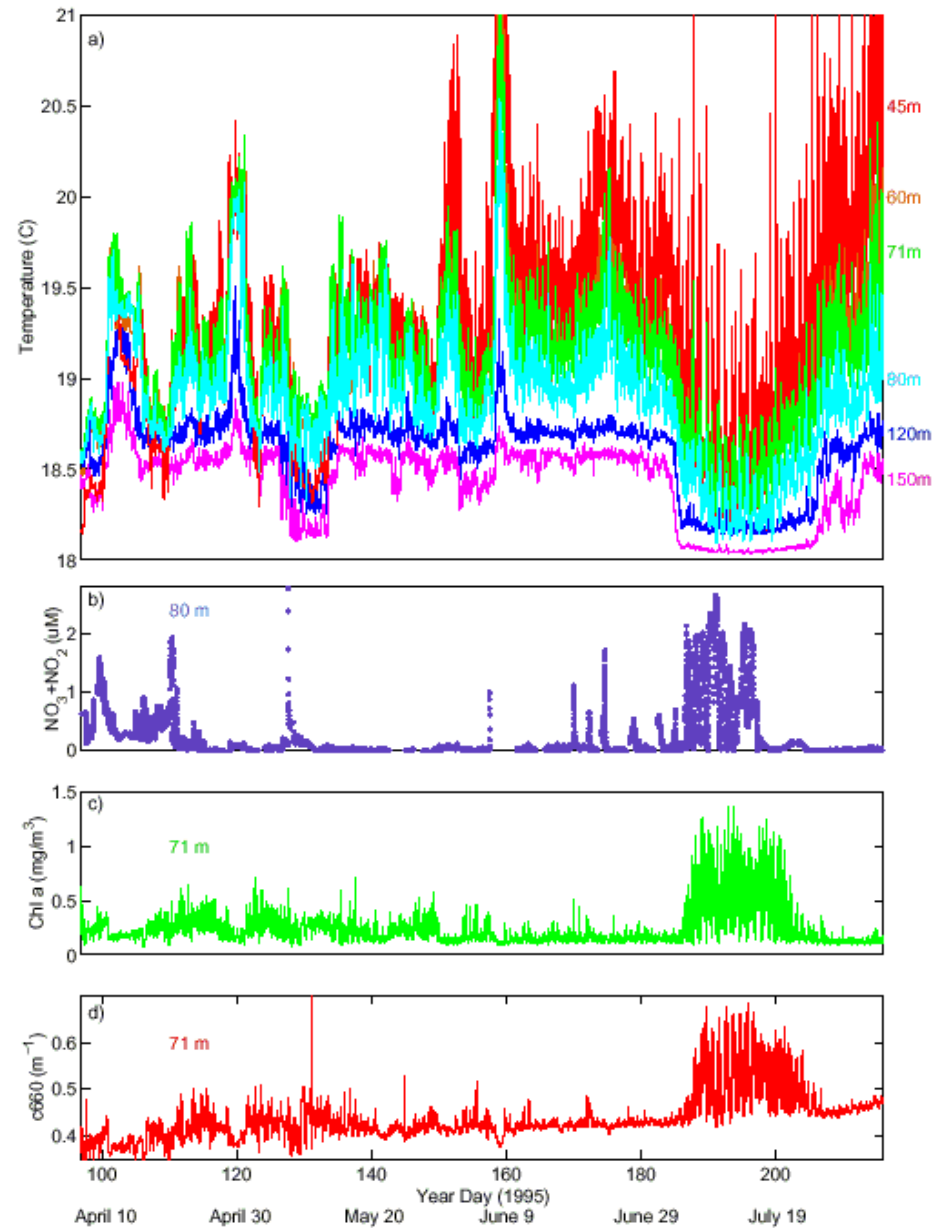 21
a)
20.5
45m
20
60m
Temperature (C)
71m
19.5
19
80m
120m
18.5
150m
18
b)
80 m
NO3+NO2 (uM)
2
1
0
1.5
c)
Chl a (mg/m3)
71 m
1
0.5
0
d)
71 m
c660 (m−1)
0.6
0.5
0.4
100 120 140 160 180 200
Year Day (1995)
April 10 April 30 May 20 June 9 June 29 July 19